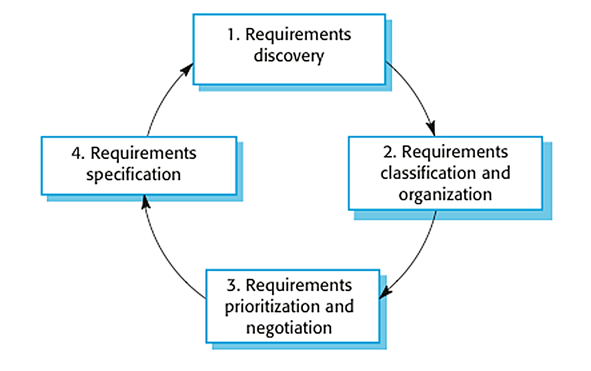 1. Requirements
discovery
2. Requirements
classification and
organization
3. Requirements
prioritization and
negotiation
4. Requirements
specification